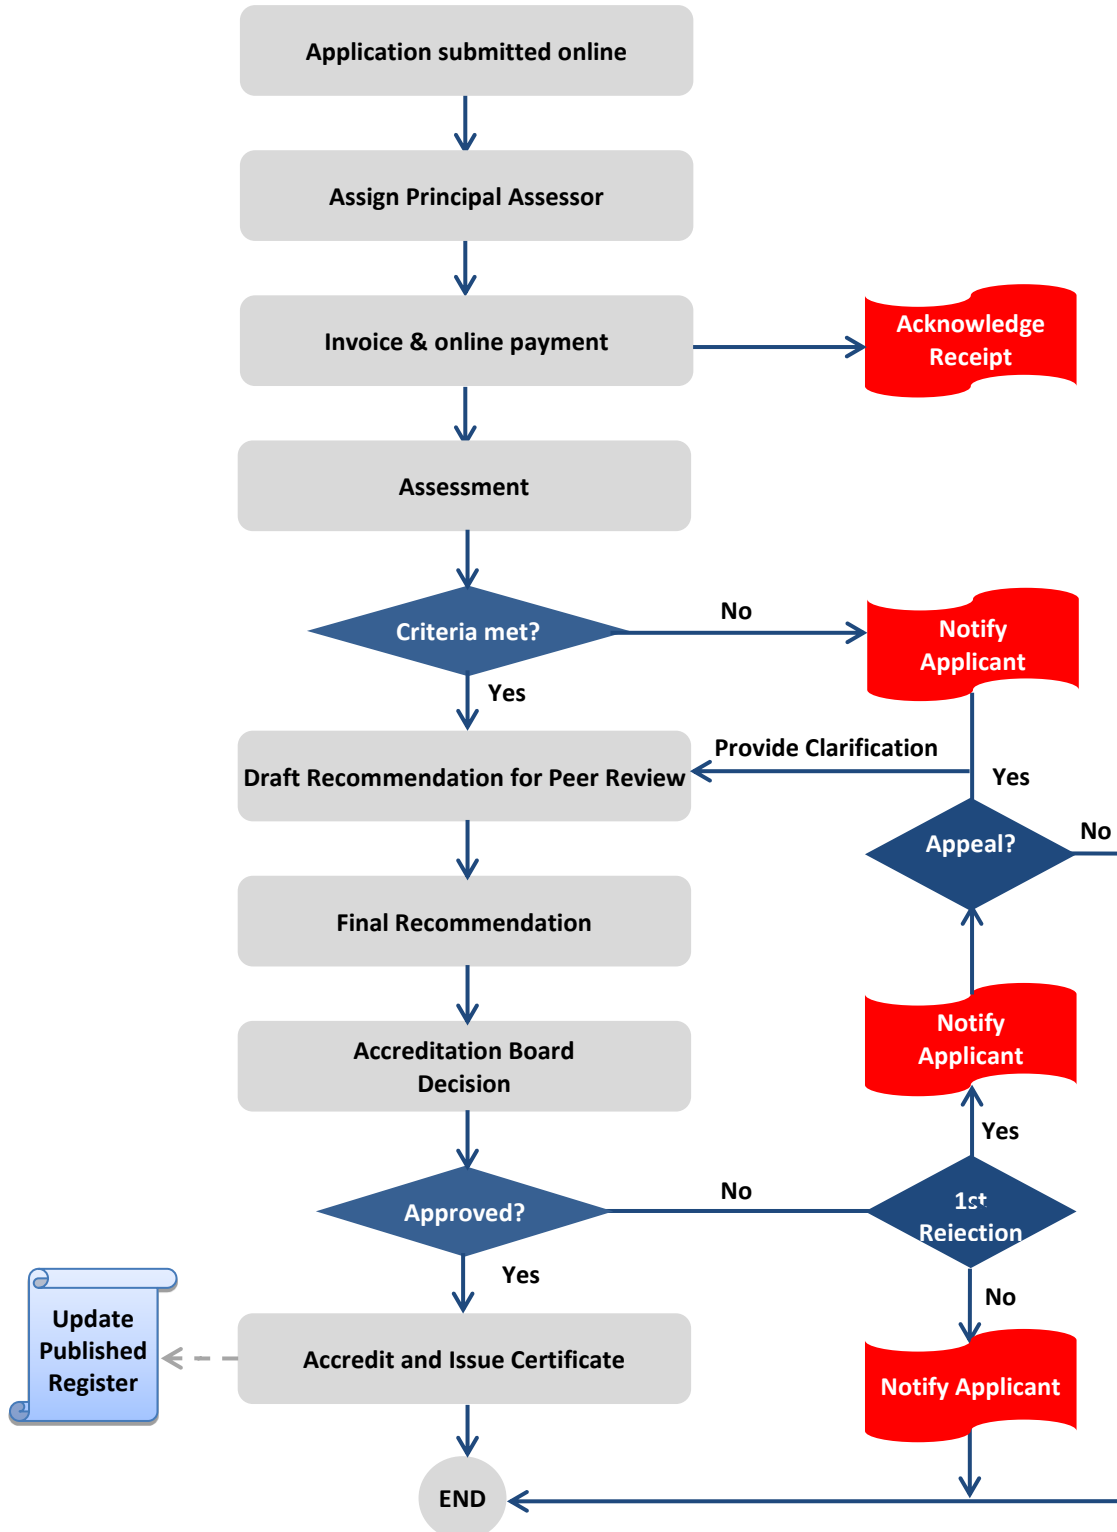 Application submitted online
Assign Principal Assessor
Invoice & online payment
Acknowledge
Receipt
Assessment
Criteria met?
No
Notify
Applicant
Yes
Provide Clarification
Draft Recommendation for Peer Review
Yes
Appeal?
No
Final Recommendation
Notify
Applicant
Accreditation Board
Decision
Yes
Approved?
No
1st
Rejection
Yes
No
Update
Published
Register
Accredit and Issue Certificate
Notify Applicant
END